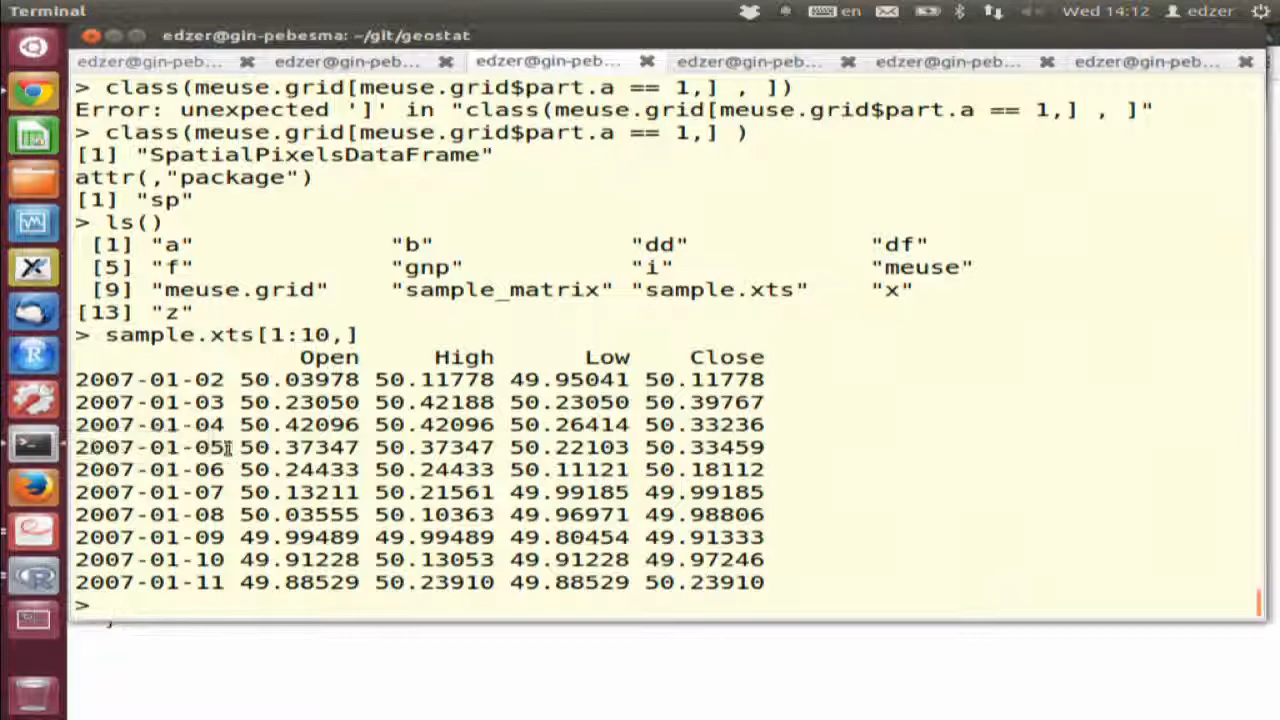 Terminal
en
Wed 14:12
edzer
edzer@gin-pebesma: ~/git/geostat
edzer@gin-peb... edzer@gin-peb... edzer@gin-peb... edzer@gin-peb... edzer@gin-peb... edzer@gin-peb...
> class(meuse.grid[meuse.grid$part.a == 1,] , ])
Error: unexpected ']' in "class(meuse.grid[meuse.grid$part.a == 1,] , ]"
> class(meuse.grid[meuse.grid$part.a == 1,] )
[1] "SpatialPixelsDataFrame"
attr(,"package")
[1] "sp"
> ls()
[1] "a" "b" "dd" "df"
[5] "f" "gnp" "i" "meuse"
[9] "meuse.grid" "sample_matrix" "sample.xts" "x"
[13] "z"
> sample.xts[1:10,]
Open High Low Close
2007-01-02 50.03978 50.11778 49.95041 50.11778
2007-01-03 50.23050 50.42188 50.23050 50.39767
2007-01-04 50.42096 50.42096 50.26414 50.33236
2007-01-05 50.37347 50.37347 50.22103 50.33459
2007-01-06 50.24433 50.24433 50.11121 50.18112
2007-01-07 50.13211 50.21561 49.99185 49.99185
2007-01-08 50.03555 50.10363 49.96971 49.98806
2007-01-09 49.99489 49.99489 49.80454 49.91333
2007-01-10 49.91228 50.13053 49.91228 49.97246
2007-01-11 49.88529 50.23910 49.88529 50.23910
>